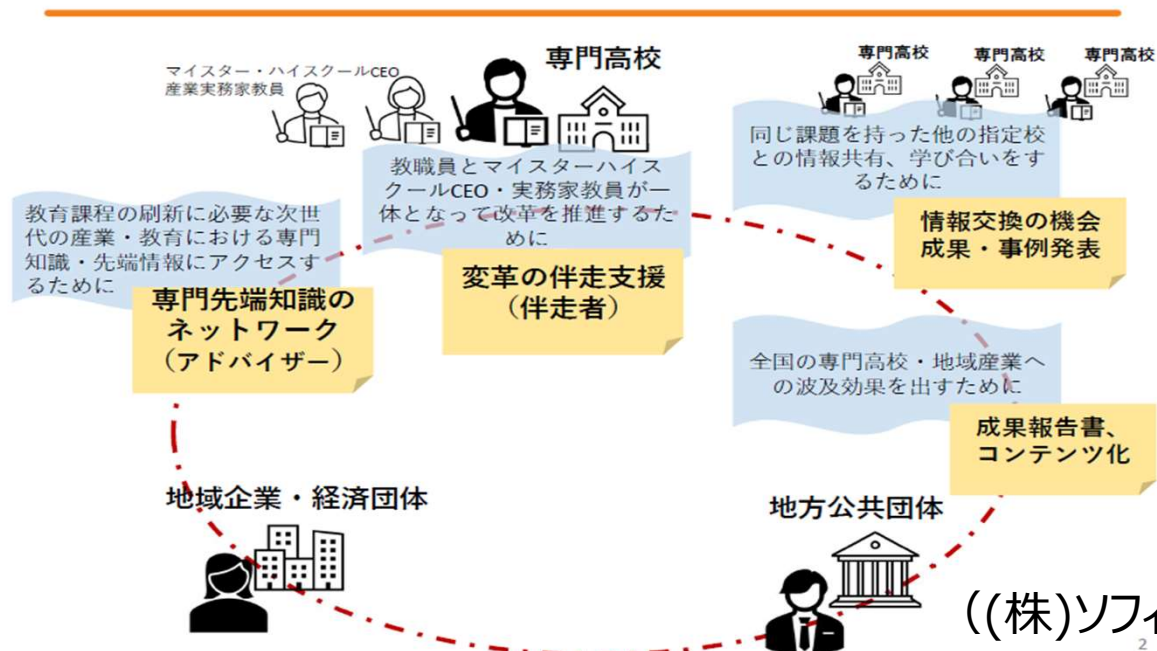 マイスター・ハイスクールCEO
産業実務家教員
専門高校
専門高校
専門高校
専門高校
教職員とマイスターハイス
クールCEO・実務家教員が一
体となって改革を推進するた
めに
変革の伴走支援
（伴走者）
同じ課題を持った他の指定校
との情報共有、学び合いをす
るために
情報交換の機会
成果・事例発表
教育課程の刷新に必要な次世
代の産業・教育における専門
知識・先端情報にアクセスす
るために
専門先端知識の
ネットワーク
（アドバイザー）
全国の専門高校・地域産業へ
の波及効果を出すために
成果報告書、
コンテンツ化
地域企業・経済団体
地方公共団体
((株)ソフィ
2